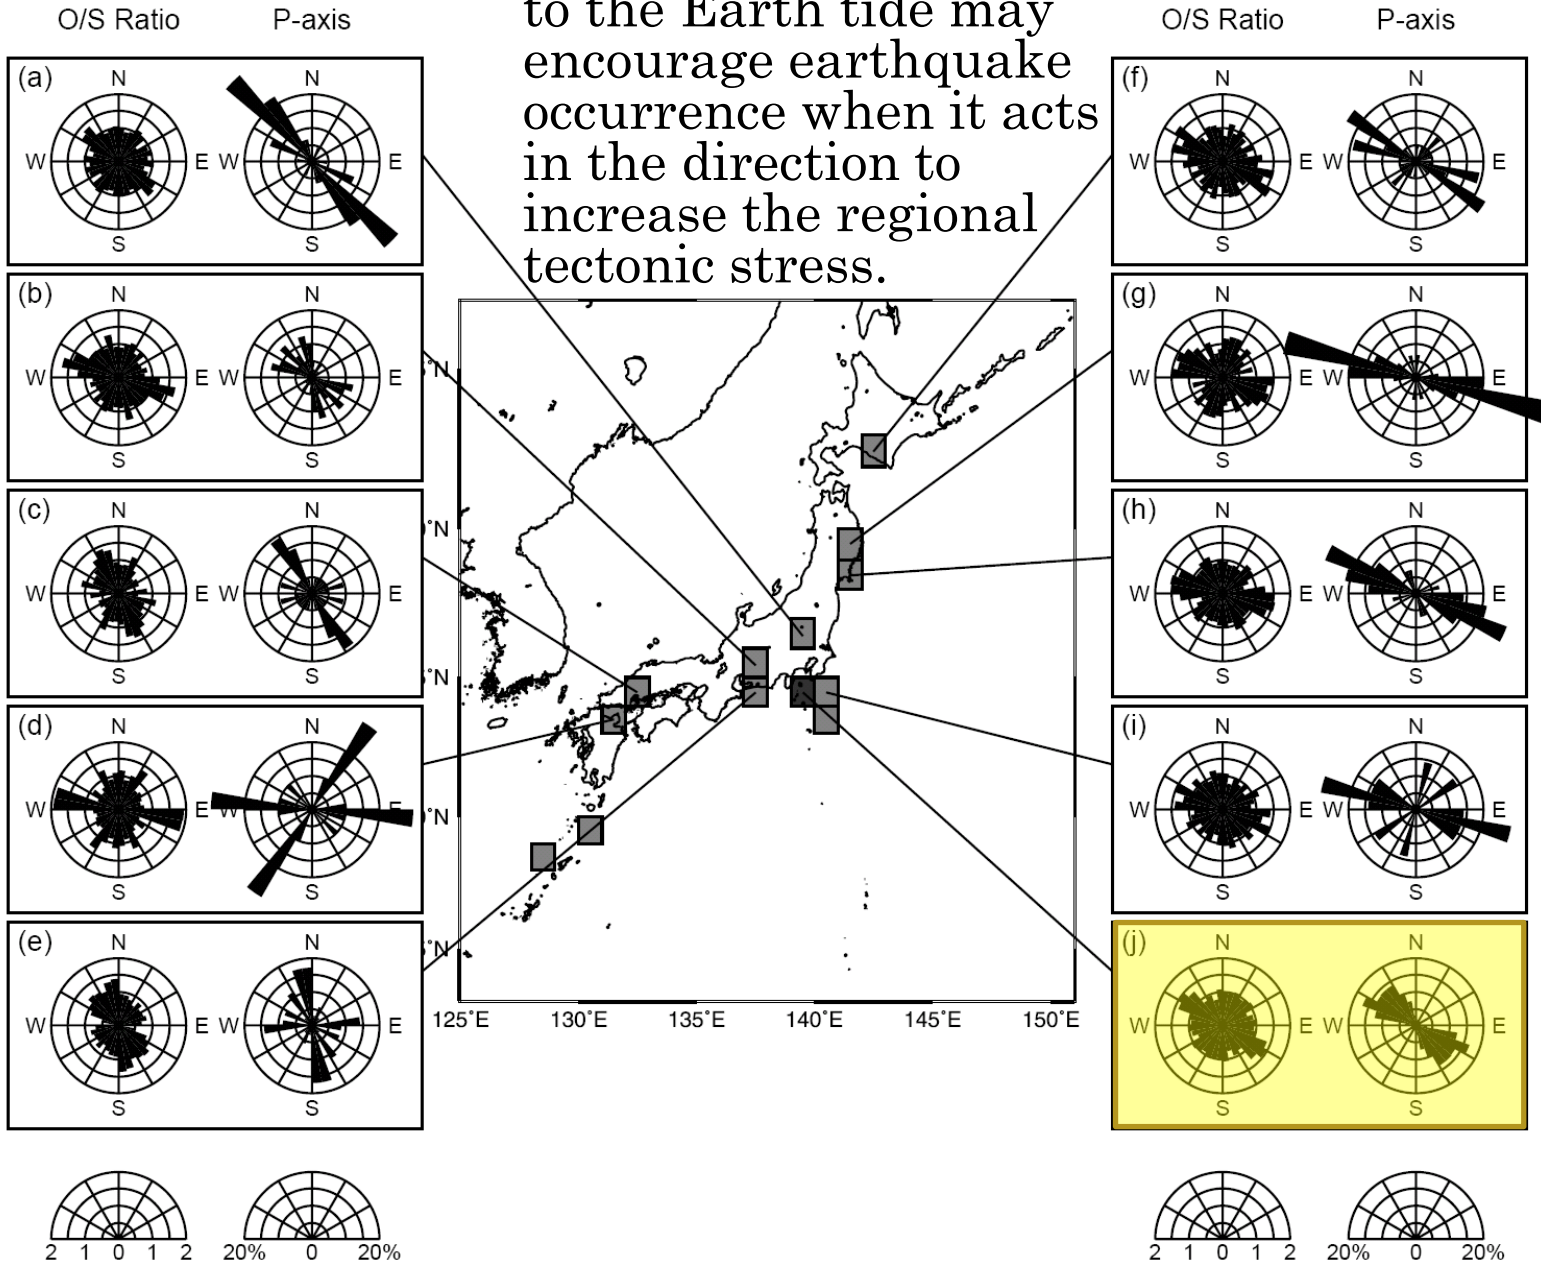 O/S Ratio P-axis
to the Earth tide may
encourage earthquake
occurrence when it acts
in the direction to
increase the regional
tectonic stress.
O/S Ratio P-axis
(a)
N N
W E W E
S S
(b)
N N
W E W E
S S
(c)
N N
W E W E
S S
(d)
N N
W E W E
S S
(e)
N N
W E W E
S S
2 1 0 1 2 20% 0 20%
°N
°N
°N
°N
°N
125°E 130°E 135°E 140°E 145°E 150°E
(f)
N N
W E W E
S S
(g)
N N
W E W E
S S
(h)
N N
W E W E
S S
(i)
N N
W E W E
S S
(j)
N N
W E W E
S S
2 1 0 1 2 20% 0 20%